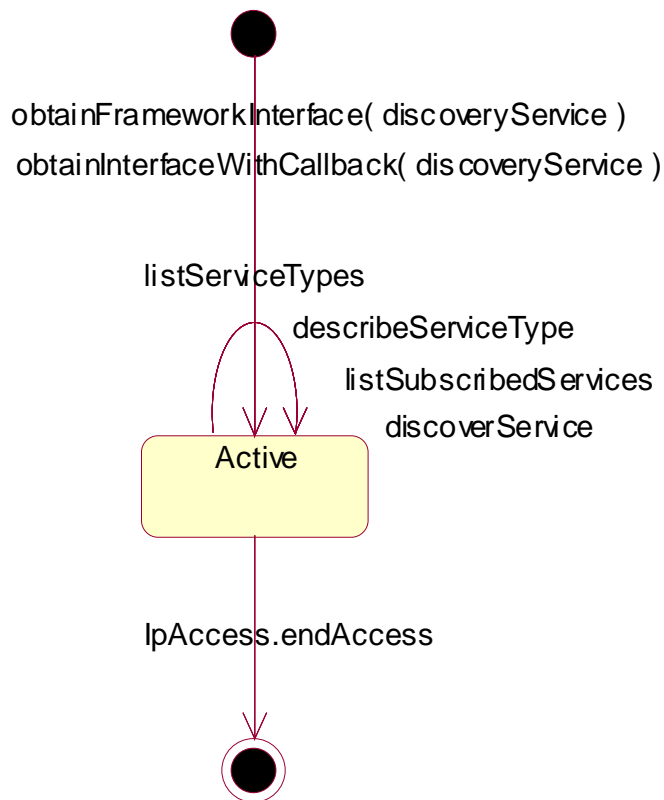 obtainFrameworkInterface( discoveryService )
obtainInterfaceWithCallback( discoveryService )
listServiceTypes
describeServiceType
listSubscribedServices
discoverService
Active
IpAccess.endAccess